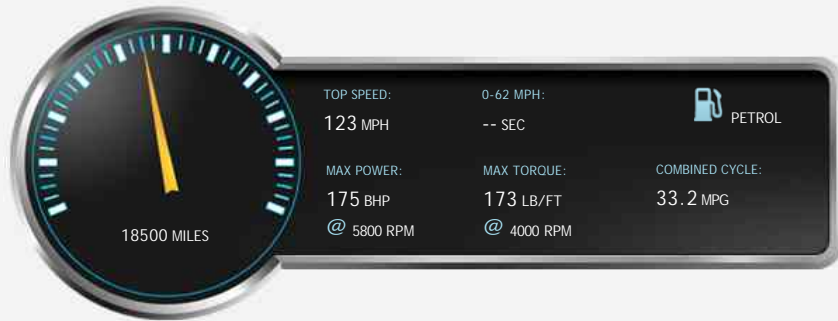 TOP SPEED:
123 MPH
0-62 MPH:
-- SEC
PETROL
MAX POWER:
175 BHP
@ 5800 RPM
MAX TORQUE:
173 LB/FT
@ 4000 RPM
COMBINED CYCLE:
33.2 MPG
18500 MILES